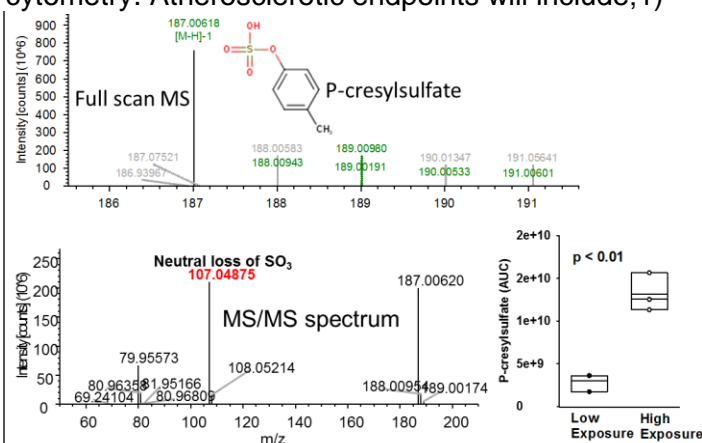 cytometry. Atherosclerotic endpoints will include, 1)
900
800
700
600
500
400
300
200
100
0
Intensity [counts] (10^6)
187.00618
[M-H]-1
Full scan MS
OH
O
S
O
O
CH₃
P-cresylsulfate
187.07521
186.93967
188.00583
188.00943
189.00980
189.00191
190.01347
190.00533
191.05641
191.00601
186 187 188 189 190 191
250
200
150
100
50
0
Intensity [counts] (10^6)
Neutral loss of SO₃
107.04875
187.00620
MS/MS spectrum
79.95573
108.05214
80.96358
81.95166
69.24104
80.96809
188.00954
189.00174
60 80 100 120 140 160 180 200
m/z
P-cresylsulfate (AUC)
2e+10
2e+10
1e+10
5e+9
0
p < 0.01
Low
Exposure
High
Exposure